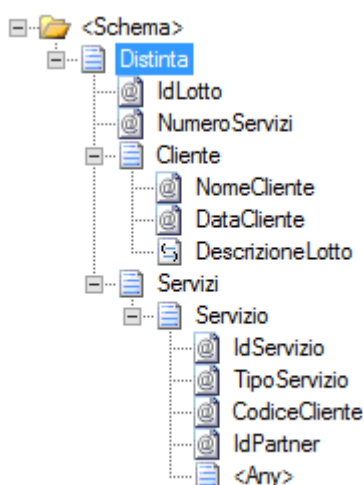 <Schema>
Distinta
IdLotto
NumeroServizi
Cliente
NomeCliente
DataCliente
DescrizioneLotto
Servizi
Servizio
IdServizio
TipoServizio
CodiceCliente
IdPartner
<Any>